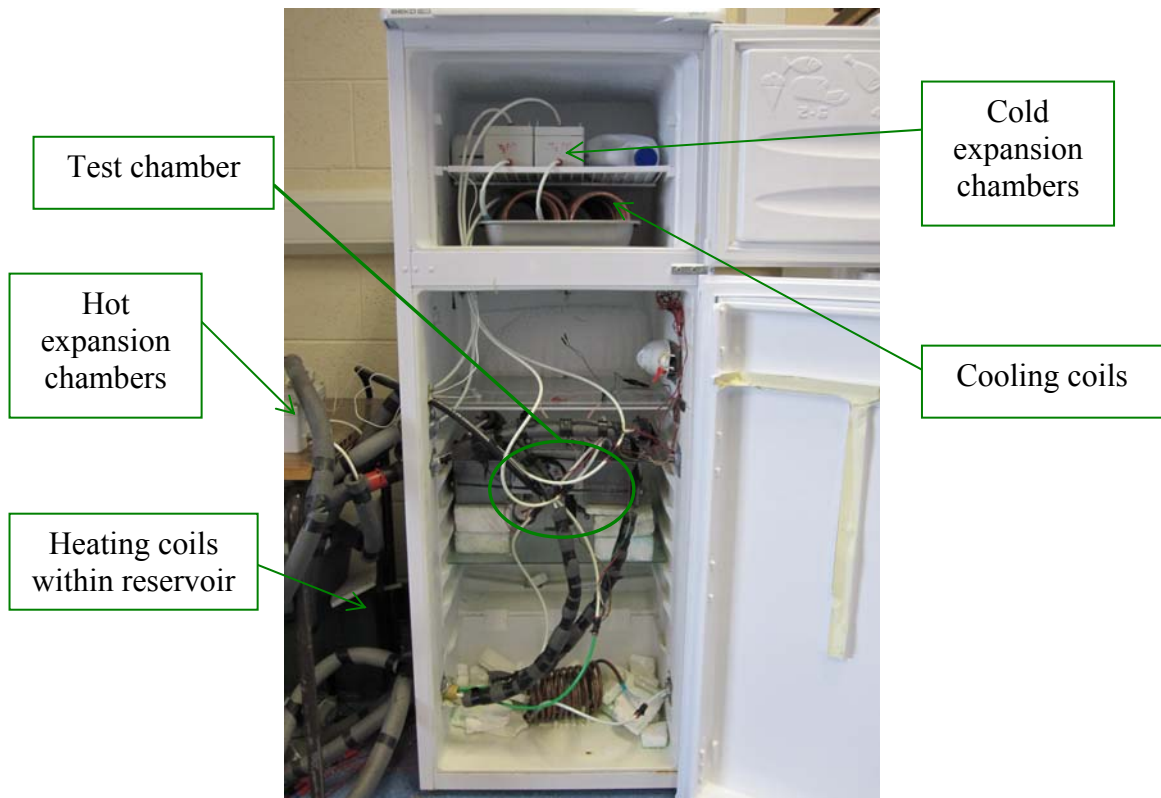 Test chamber
Cold
expansion
chambers
Hot
expansion
chambers
Cooling coils
Heating coils
within reservoir